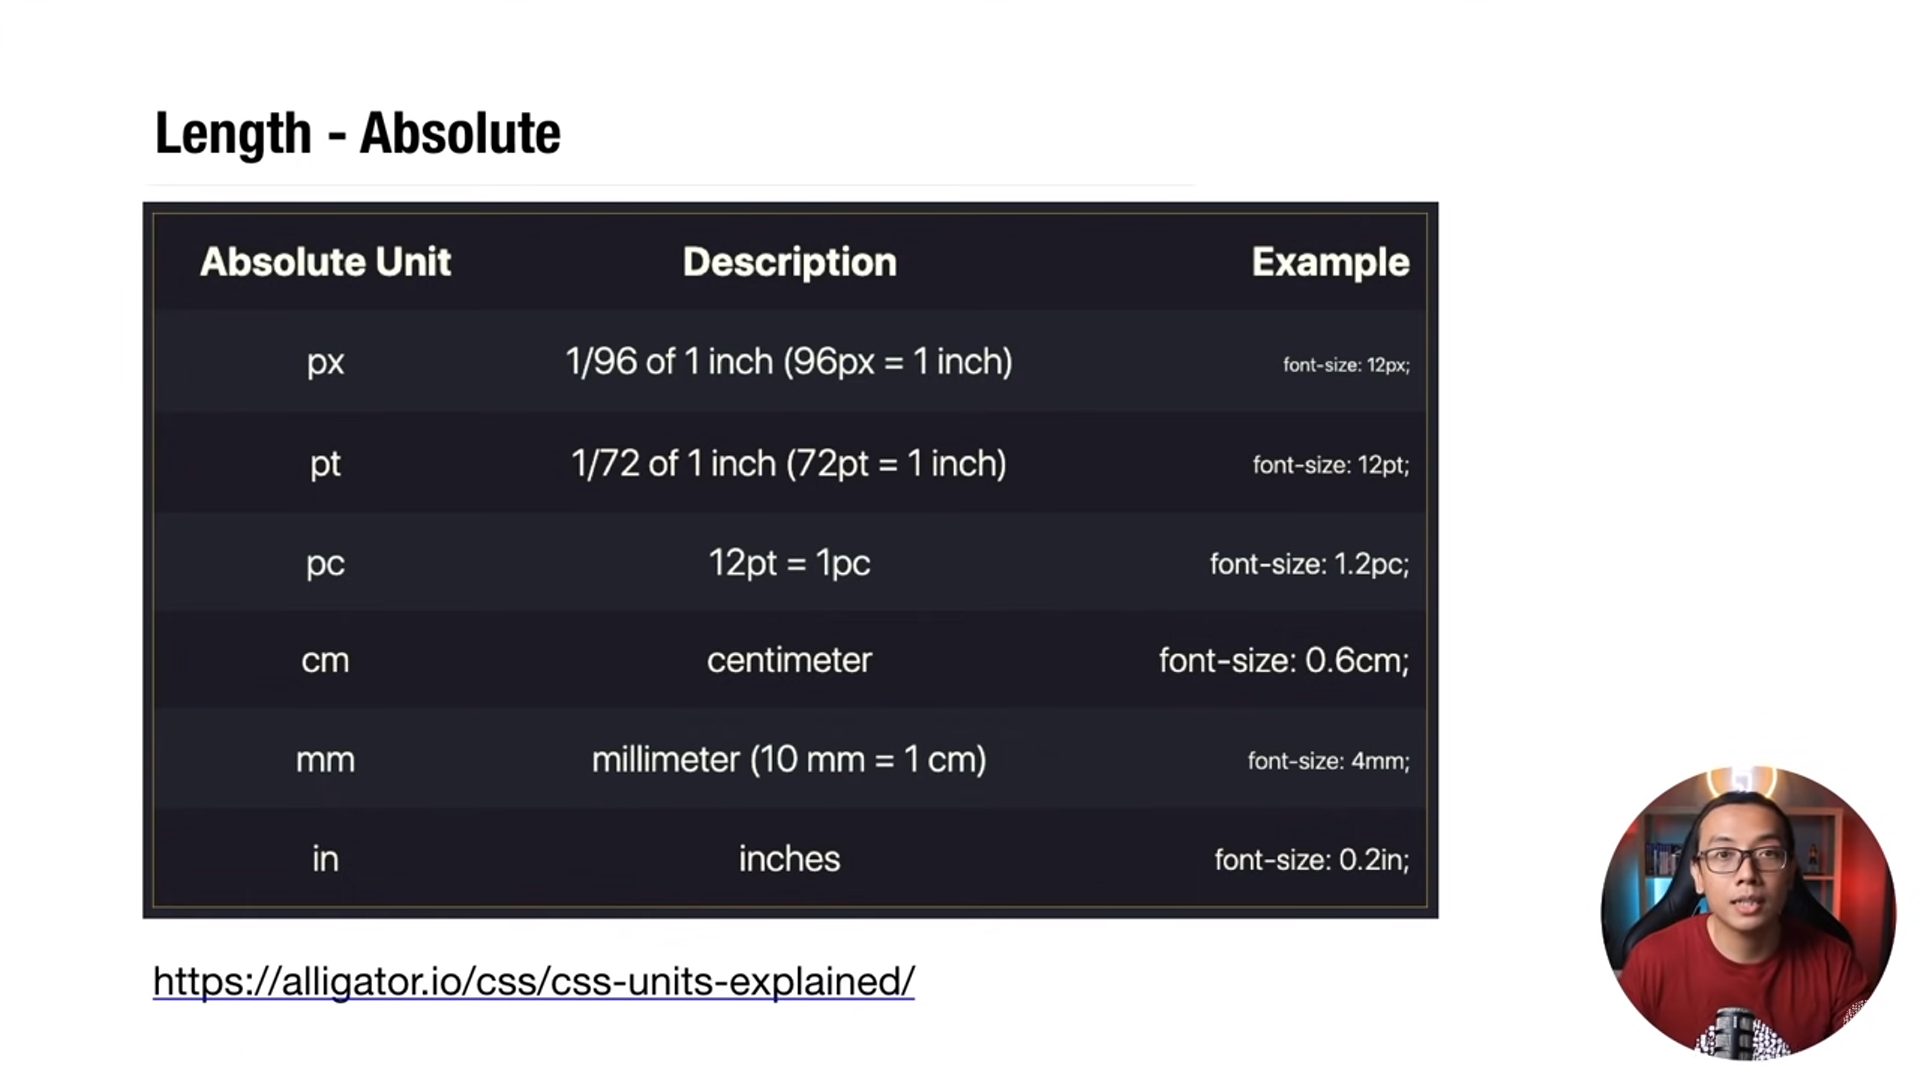 Length - Absolute
Absolute Unit Description Example
px 1/96 of 1 inch (96px = 1 inch) font-size: 12px;
pt 1/72 of 1 inch (72pt = 1 inch) font-size: 12pt;
pc 12pt = 1pc font-size: 1.2pc;
cm centimeter font-size: 0.6cm;
mm millimeter (10 mm = 1 cm) font-size: 4mm;
in inches font-size: 0.2in;
https://alligator.io/css/css-units-explained/